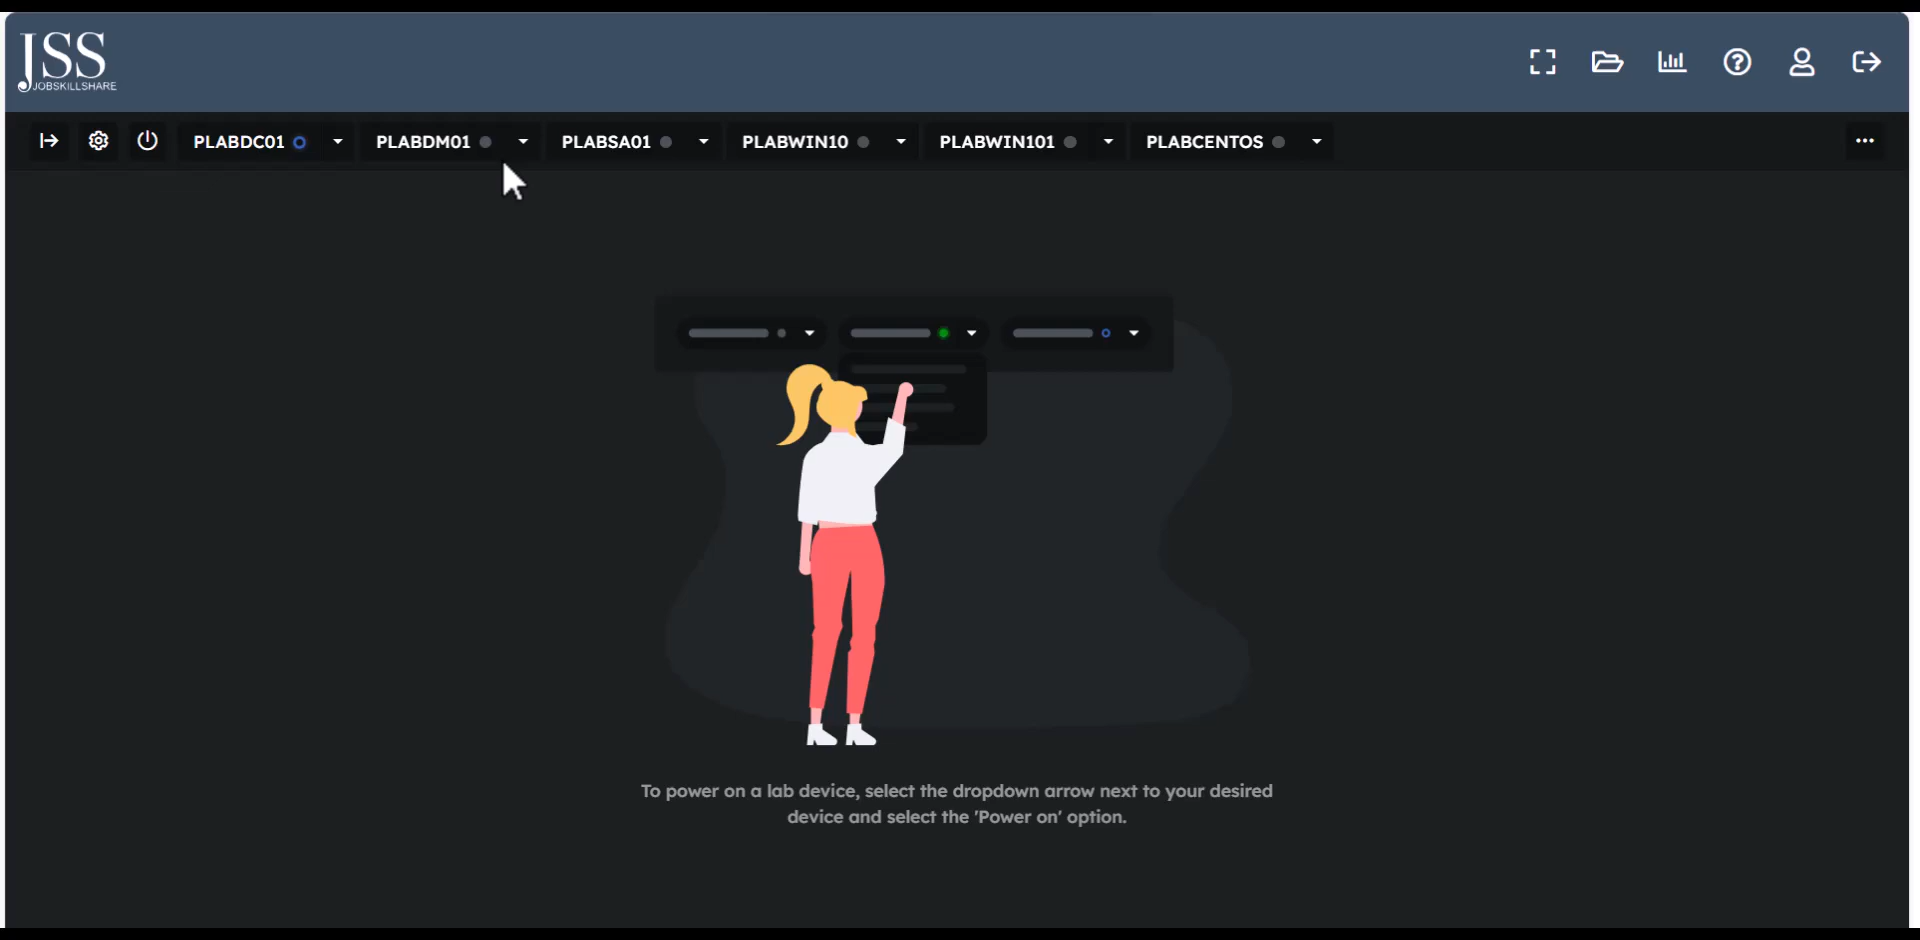 JSS
JOBSKILLSHARE
PLABDC01 PLABDM01 PLABSA01 PLABWIN10 PLABWIN101 PLABCENTOS
To power on a lab device, select the dropdown arrow next to your desired
device and select the 'Power on' option.